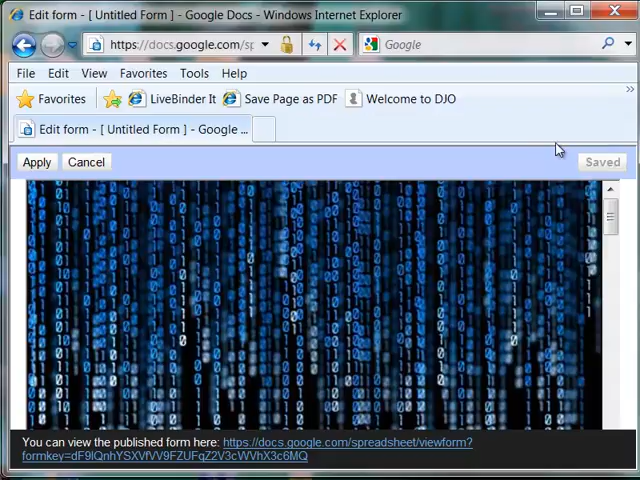 Edit form - [ Untitled Form ] - Google Docs - Windows Internet Explorer
https://docs.google.com/sp
Google
File Edit View Favorites Tools Help
Favorites LiveBinder It Save Page as PDF Welcome to DJO
Edit form - [ Untitled Form ] - Google ...
Apply Cancel Saved
You can view the published form here: https://docs.google.com/spreadsheet/viewform?
formkey=dF9lQnhYSXVfVV9FZUFqZ2V3cWVhX3c6MQ